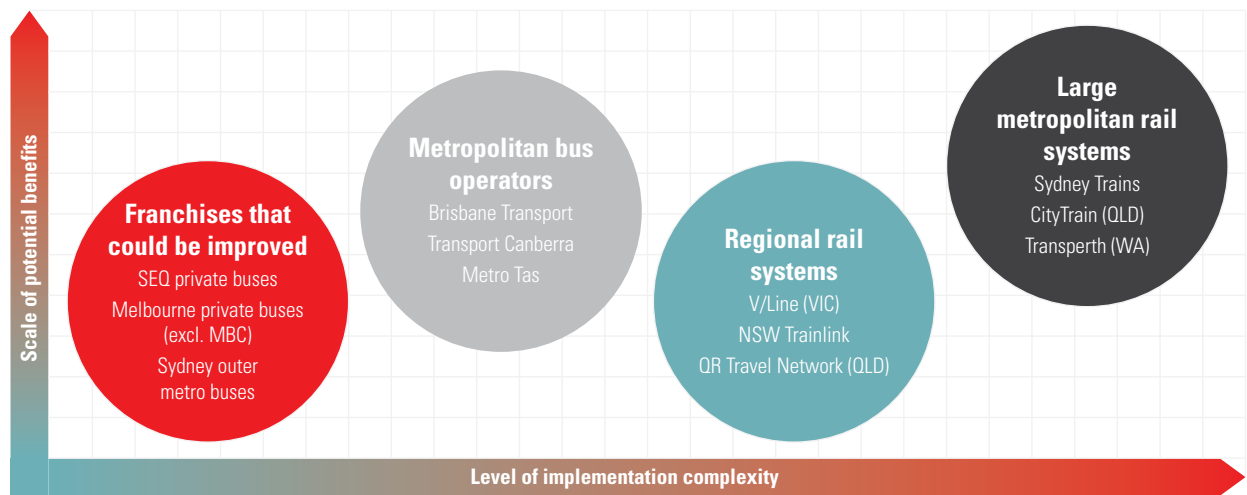 Scale of potential benefits
Franchises that
could be improved
SEQ private buses
Melbourne private buses
(excl. MBC)
Sydney outer
metro buses
Metropolitan bus
operators
Brisbane Transport
Transport Canberra
Metro Tas
Regional rail
systems
V/Line (VIC)
NSW Trainlink
QR Travel Network (QLD)
Large
metropolitan rail
systems
Sydney Trains
CityTrain (QLD)
Transperth (WA)
Level of implementation complexity